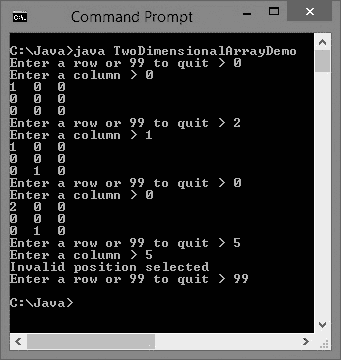 Command Prompt
C:\Java>java TwoDimensionalArrayDemo
Enter a row or 99 to quit > 0
Enter a column > 0
1  0  0
0  0  0
0  0  0
Enter a row or 99 to quit > 2
Enter a column > 1
1  0  0
0  0  0
0  1  0
Enter a row or 99 to quit > 0
Enter a column > 0
2  0  0
0  0  0
0  1  0
Enter a row or 99 to quit > 5
Enter a column > 5
Invalid position selected
Enter a row or 99 to quit > 99
C:\Java>